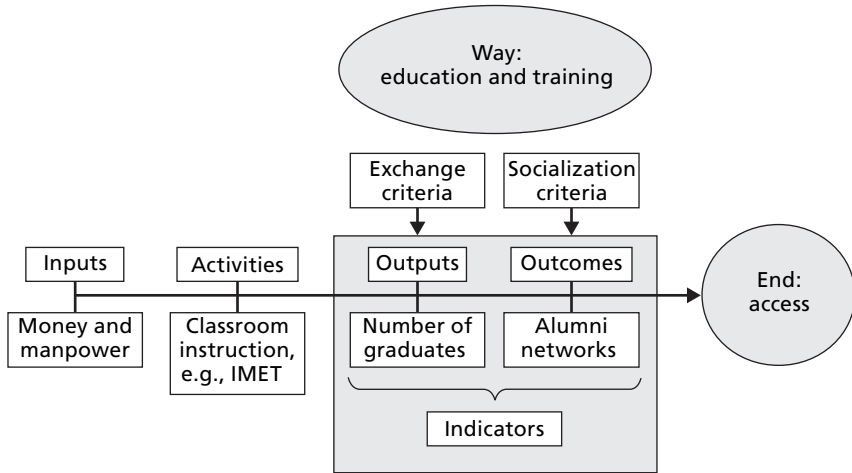 Way:
education and training
Exchange
criteria
Socialization
criteria
Inputs
Activities
Outputs
Outcomes
End:
access
Money and
manpower
Classroom
instruction,
e.g., IMET
Number of
graduates
Alumni
networks
Indicators